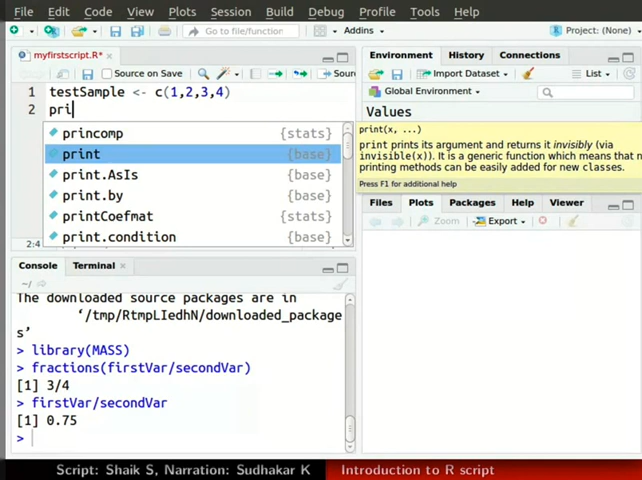 File Edit Code View Plots Session Build Debug Profile Tools Help
Go to file/function
Addins
Project: (None)
myfirstscript.R* ×
Source on Save
Sour
1 testSample <- c(1,2,3,4)
2 pri
princomp {stats}
print {base}
print.AsIs {base}
print.by {base}
printCoefmat {stats}
print.condition {base}
2:4
Environment History Connections
Import Dataset
List
Global Environment
Values
print(x, ...)
print prints its argument and returns it invisibly (via
invisible(x)). It is a generic function which means that n
printing methods can be easily added for new classes.
Press F1 for additional help
Files Plots Packages Help Viewer
Zoom Export
Console Terminal ×
~/
The downloaded source packages are in
‘/tmp/RtmpLIedhN/downloaded_package
s’
> library(MASS)
> fractions(firstVar/secondVar)
[1] 3/4
> firstVar/secondVar
[1] 0.75
>
Script: Shaik S, Narration: Sudhakar K Introduction to R script